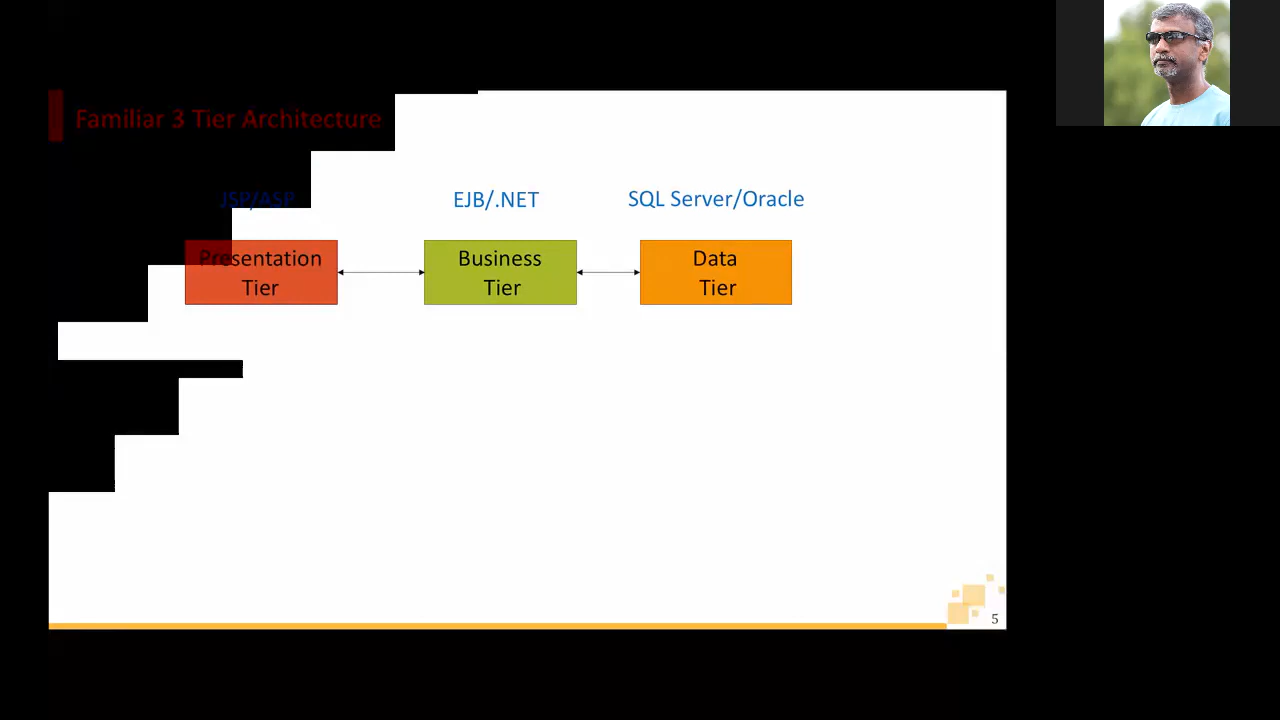 Familiar 3 Tier Architecture
JSP/ASP
EJB/.NET
SQL Server/Oracle
Presentation
Tier
Business
Tier
Data
Tier
5